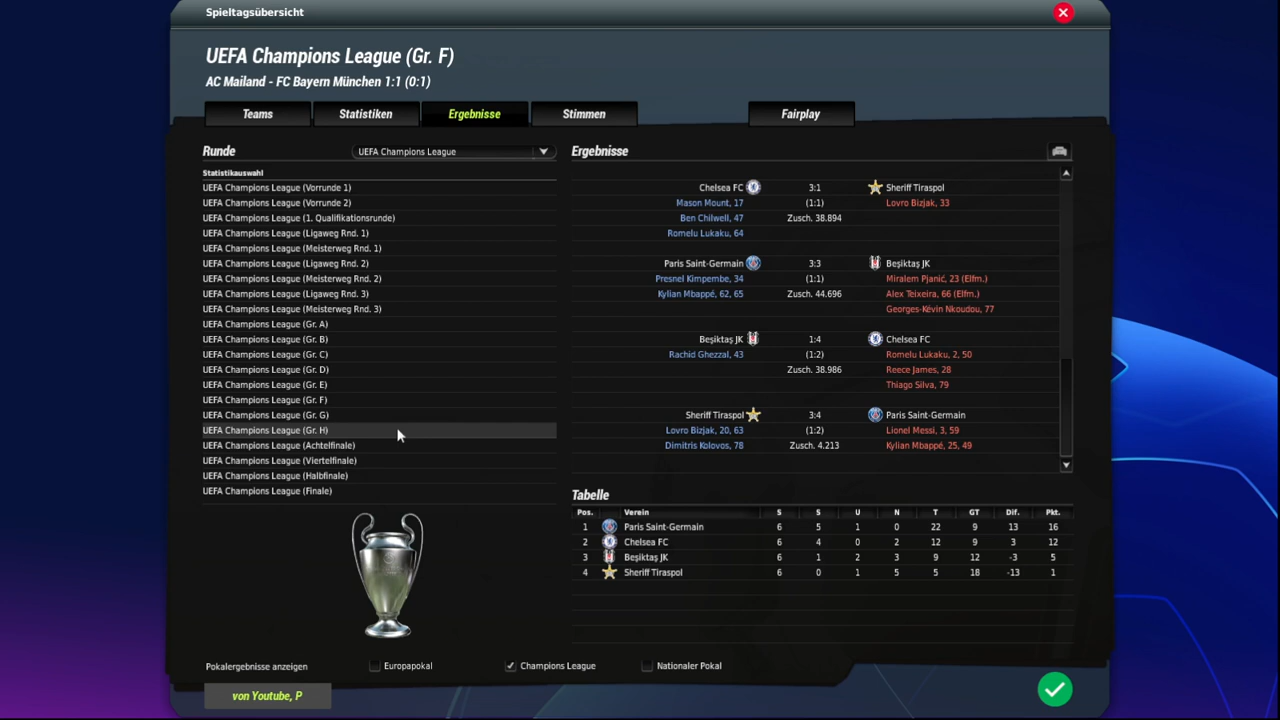 Spieltagsübersicht
UEFA Champions League (Gr. F)
AC Mailand - FC Bayern München 1:1 (0:1)
Teams Statistiken Ergebnisse Stimmen Fairplay
Runde UEFA Champions League
Statistikauswahl
UEFA Champions League (Vorrunde 1)
UEFA Champions League (Vorrunde 2)
UEFA Champions League (1. Qualifikationsrunde)
UEFA Champions League (Ligaweg Rnd. 1)
UEFA Champions League (Meisterweg Rnd. 1)
UEFA Champions League (Ligaweg Rnd. 2)
UEFA Champions League (Meisterweg Rnd. 2)
UEFA Champions League (Ligaweg Rnd. 3)
UEFA Champions League (Meisterweg Rnd. 3)
UEFA Champions League (Gr. A)
UEFA Champions League (Gr. B)
UEFA Champions League (Gr. C)
UEFA Champions League (Gr. D)
UEFA Champions League (Gr. E)
UEFA Champions League (Gr. F)
UEFA Champions League (Gr. G)
UEFA Champions League (Gr. H)
UEFA Champions League (Achtelfinale)
UEFA Champions League (Viertelfinale)
UEFA Champions League (Halbfinale)
UEFA Champions League (Finale)
Ergebnisse
Chelsea FC 3:1 Sheriff Tiraspol
Mason Mount, 17 (1:1) Lovro Bizjak, 33
Ben Chilwell, 47 Zusch. 38.894
Romelu Lukaku, 64
Paris Saint-Germain 3:3 Beşiktaş JK
Presnel Kimpembe, 34 (1:1) Miralem Pjanić, 23 (Elfm.)
Kylian Mbappé, 62, 65 Zusch. 44.696 Alex Teixeira, 66 (Elfm.)
Georges-Kévin Nkoudou, 77
Beşiktaş JK 1:4 Chelsea FC
Rachid Ghezzal, 43 (1:2) Romelu Lukaku, 2, 50
Zusch. 38.986 Reece James, 28
Thiago Silva, 79
Sheriff Tiraspol 3:4 Paris Saint-Germain
Lovro Bizjak, 20, 63 (1:2) Lionel Messi, 3, 59
Dimitris Kolovos, 78 Zusch. 4.213 Kylian Mbappé, 25, 49
Tabelle
Pos. Verein S S U N T GT Dif. Pkt.
1 Paris Saint-Germain 6 5 1 0 22 9 13 16
2 Chelsea FC 6 4 0 2 12 9 3 12
3 Beşiktaş JK 6 1 2 3 9 12 -3 5
4 Sheriff Tiraspol 6 0 1 5 5 18 -13 1
Pokalergebnisse anzeigen Europapokal Champions League Nationaler Pokal
von Youtube, P